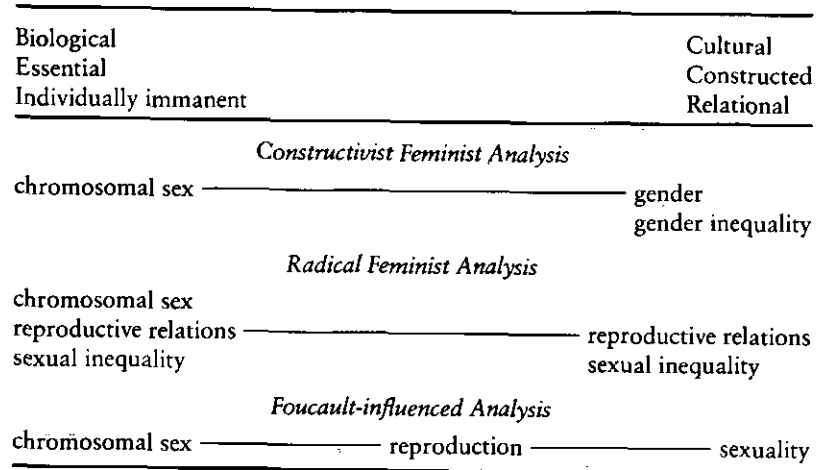 Biological Cultural
Essential Constructed
Individually immanent Relational
Constructivist Feminist Analysis
chromosomal sex gender
gender inequality
Radical Feminist Analysis
chromosomal sex
reproductive relations reproductive relations
sexual inequality sexual inequality
Foucault-influenced Analysis
chromosomal sex reproduction sexuality